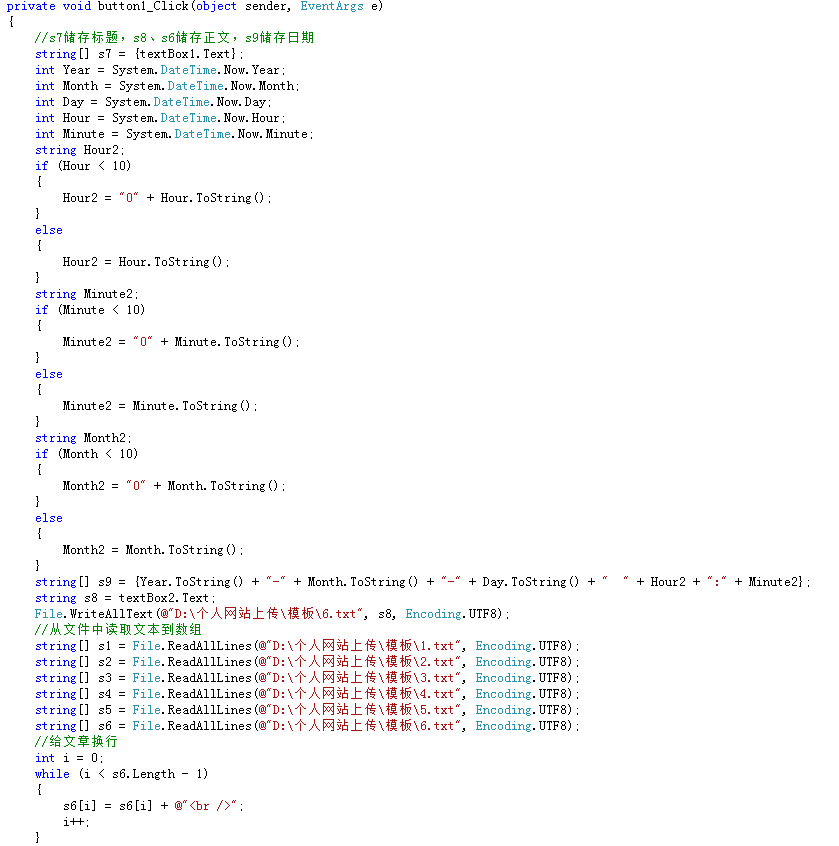 private void button1_Click(object sender, EventArgs e)
{
    //s7储存标题，s8、s6储存正文，s9储存日期
    string[] s7 = {textBox1.Text};
    int Year = System.DateTime.Now.Year;
    int Month = System.DateTime.Now.Month;
    int Day = System.DateTime.Now.Day;
    int Hour = System.DateTime.Now.Hour;
    int Minute = System.DateTime.Now.Minute;
    string Hour2;
    if (Hour < 10)
    {
        Hour2 = "0" + Hour.ToString();
    }
    else
    {
        Hour2 = Hour.ToString();
    }
    string Minute2;
    if (Minute < 10)
    {
        Minute2 = "0" + Minute.ToString();
    }
    else
    {
        Minute2 = Minute.ToString();
    }
    string Month2;
    if (Month < 10)
    {
        Month2 = "0" + Month.ToString();
    }
    else
    {
        Month2 = Month.ToString();
    }
    string[] s9 = {Year.ToString() + "-" + Month.ToString() + "-" + Day.ToString() + "  " + Hour2 + ":" + Minute2};
    string s8 = textBox2.Text;
    File.WriteAllText(@"D:\个人网站上传\模板\6.txt", s8, Encoding.UTF8);
    //从文件中读取文本到数组
    string[] s1 = File.ReadAllLines(@"D:\个人网站上传\模板\1.txt", Encoding.UTF8);
    string[] s2 = File.ReadAllLines(@"D:\个人网站上传\模板\2.txt", Encoding.UTF8);
    string[] s3 = File.ReadAllLines(@"D:\个人网站上传\模板\3.txt", Encoding.UTF8);
    string[] s4 = File.ReadAllLines(@"D:\个人网站上传\模板\4.txt", Encoding.UTF8);
    string[] s5 = File.ReadAllLines(@"D:\个人网站上传\模板\5.txt", Encoding.UTF8);
    string[] s6 = File.ReadAllLines(@"D:\个人网站上传\模板\6.txt", Encoding.UTF8);
    //给文章换行
    int i = 0;
    while (i < s6.Length - 1)
    {
        s6[i] = s6[i] + @"<br />";
        i++;
    }